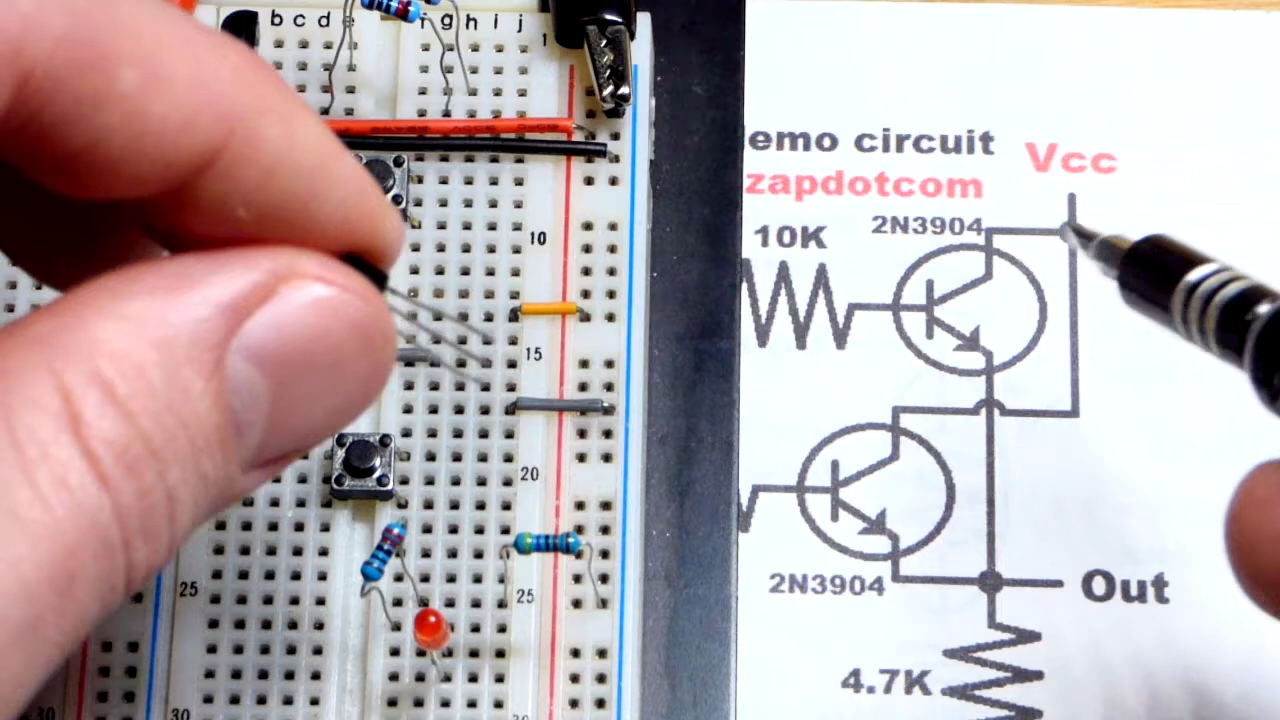 b c d e f g h i j
1
10
15
20
25
25
30
30
emo circuit
zapdotcom
Vcc
2N3904
10K
2N3904
Out
4.7K